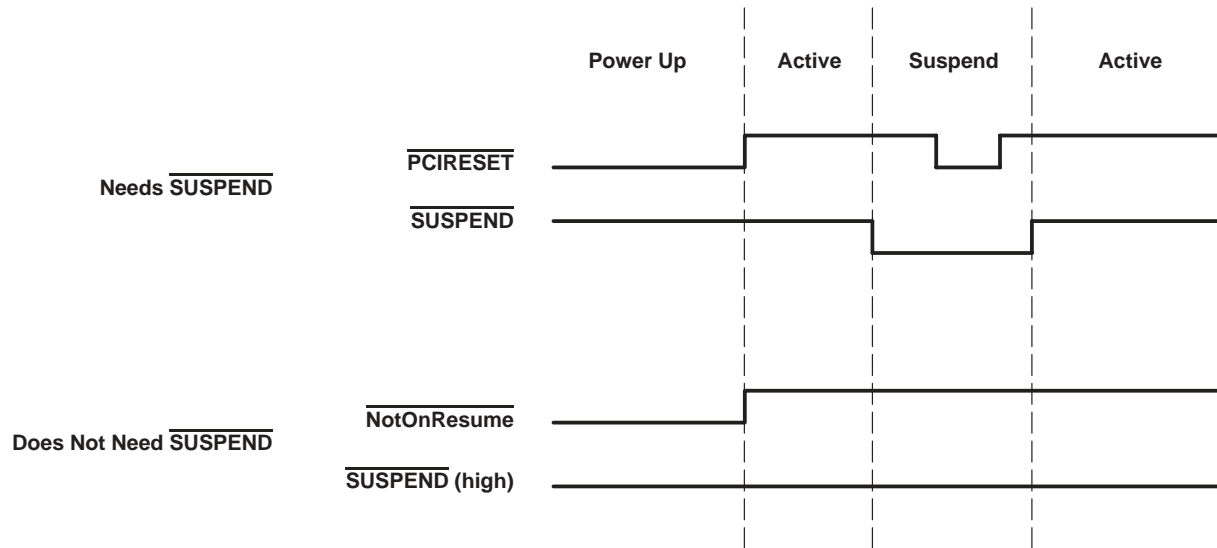 Power Up Active Suspend Active
PCIRESET
Needs SUSPEND
SUSPEND
NotOnResume
Does Not Need SUSPEND
SUSPEND (high)